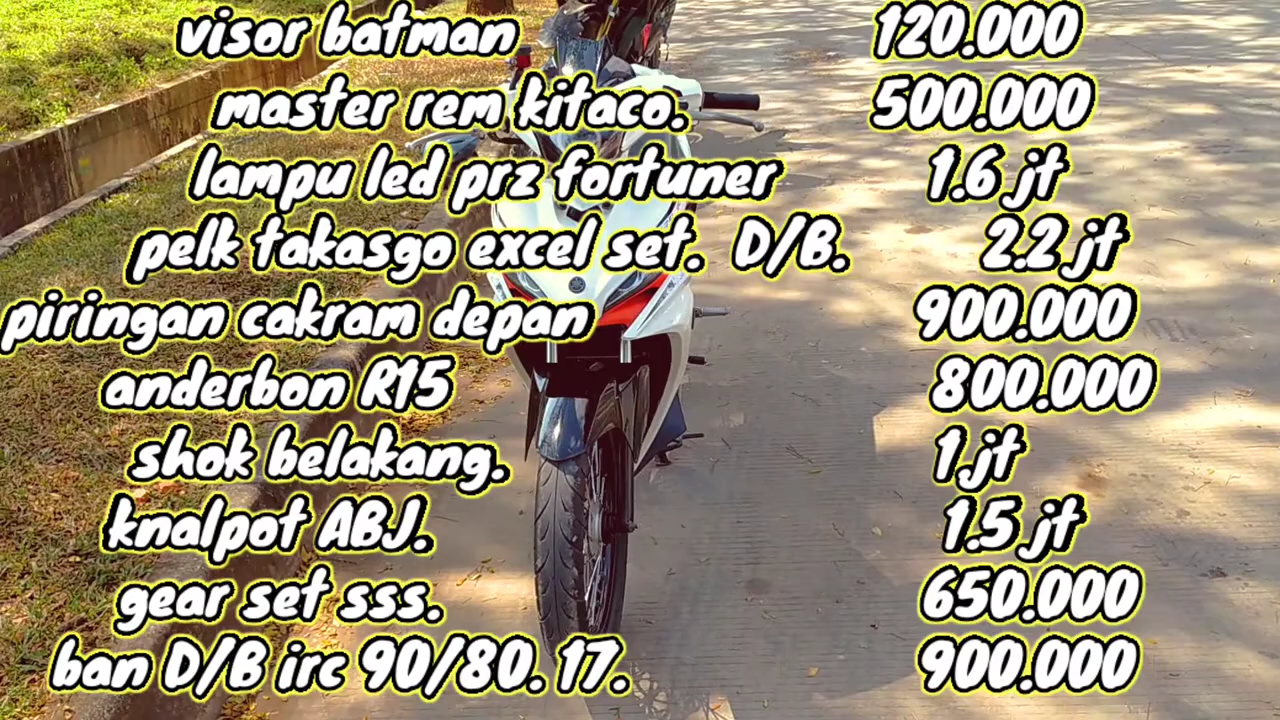 visor batman 120.000
master rem kitaco. 500.000
lampu led prz fortuner 1.6 jt
pelk takasgo excel set. D/B. 2.2 jt
piringan cakram depan 900.000
anderbon R15 800.000
shok belakang. 1 jt
knalpot ABJ. 1.5 jt
gear set sss. 650.000
ban D/B irc 90/80. 17. 900.000